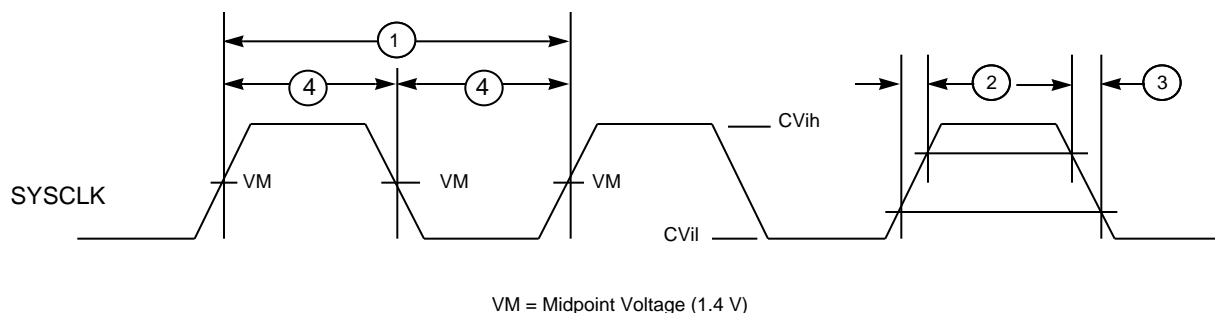 1
4
4
2
3
CVih
VM
VM
VM
SYSCLK
CVil
VM = Midpoint Voltage (1.4 V)